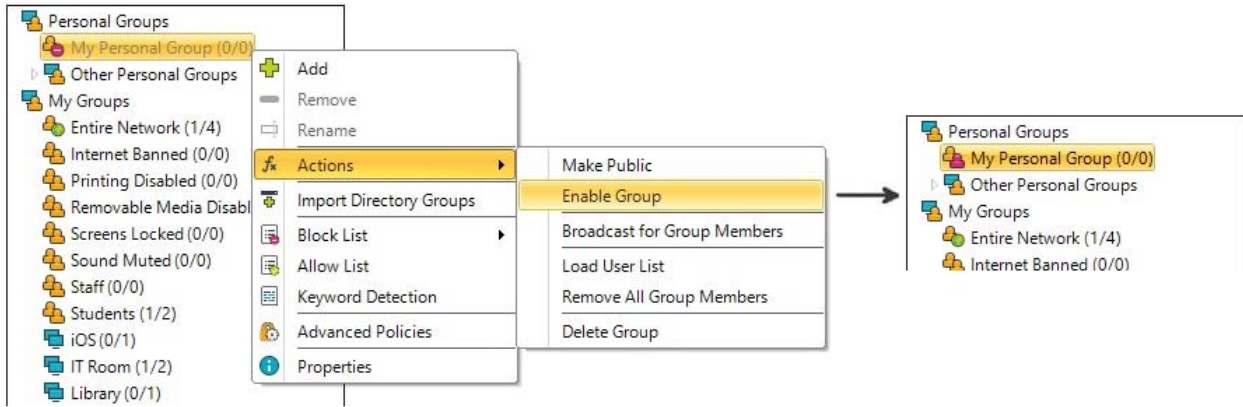 Personal Groups
My Personal Group (0/0)
Other Personal Groups
My Groups
Entire Network (1/4)
Internet Banned (0/0)
Printing Disabled (0/0)
Removable Media Disabl
Screens Locked (0/0)
Sound Muted (0/0)
Staff (0/0)
Students (1/2)
iOS (0/1)
IT Room (1/2)
Library (0/1)
Add
Remove
Rename
Actions
Import Directory Groups
Block List
Allow List
Keyword Detection
Advanced Policies
Properties
Make Public
Enable Group
Broadcast for Group Members
Load User List
Remove All Group Members
Delete Group
Personal Groups
My Personal Group (0/0)
Other Personal Groups
My Groups
Entire Network (1/4)
Internet Banned (0/0)